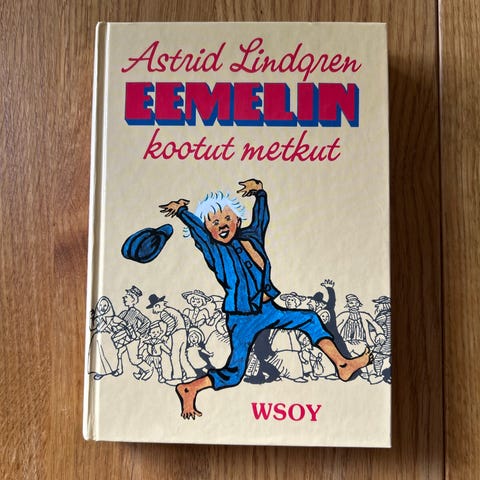 Astrid Lindgren
EEMELIN
kootut metkut
WSOY